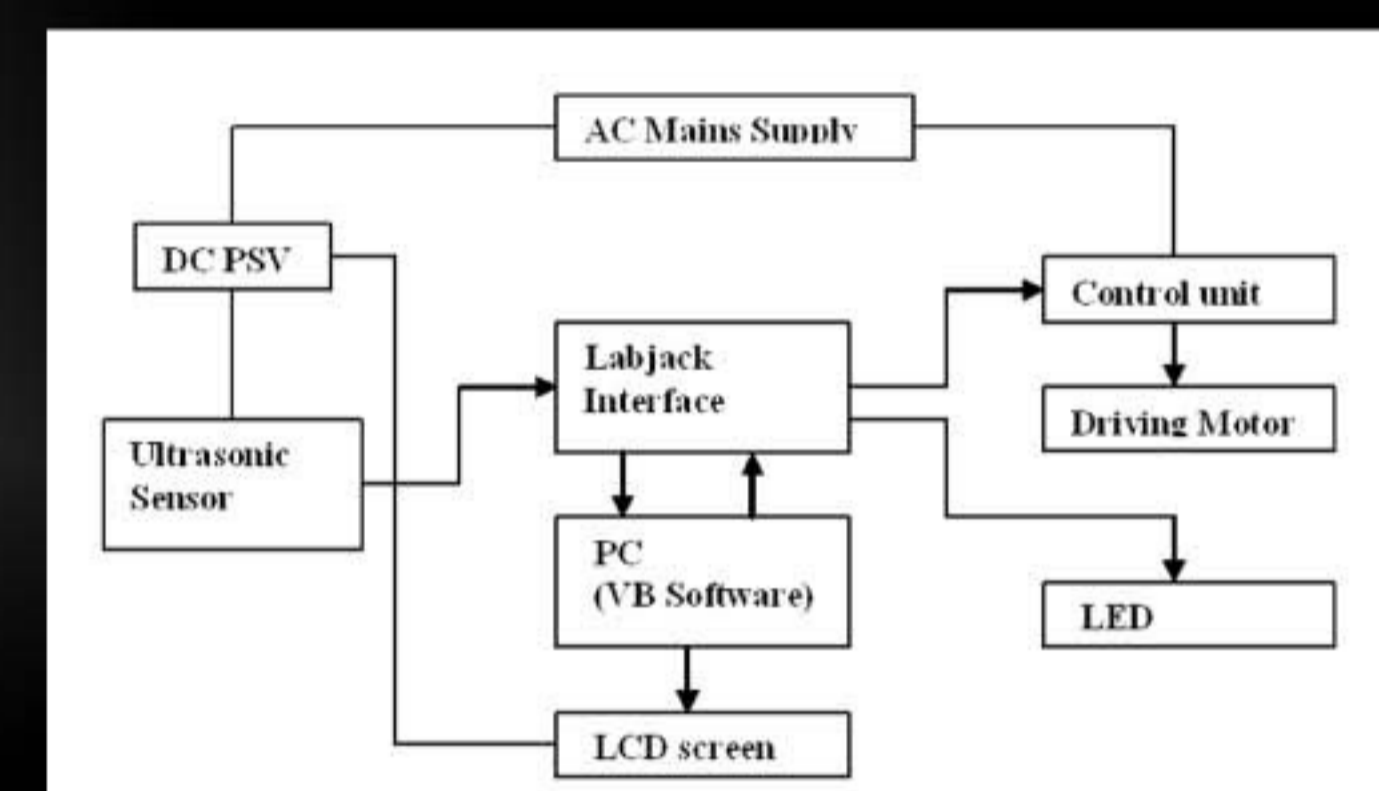 AC Mains Supply
DC PSV
Control unit
Labjack
Interface
Driving Motor
Ultrasonic
Sensor
PC
(VB Software)
LED
LCD screen